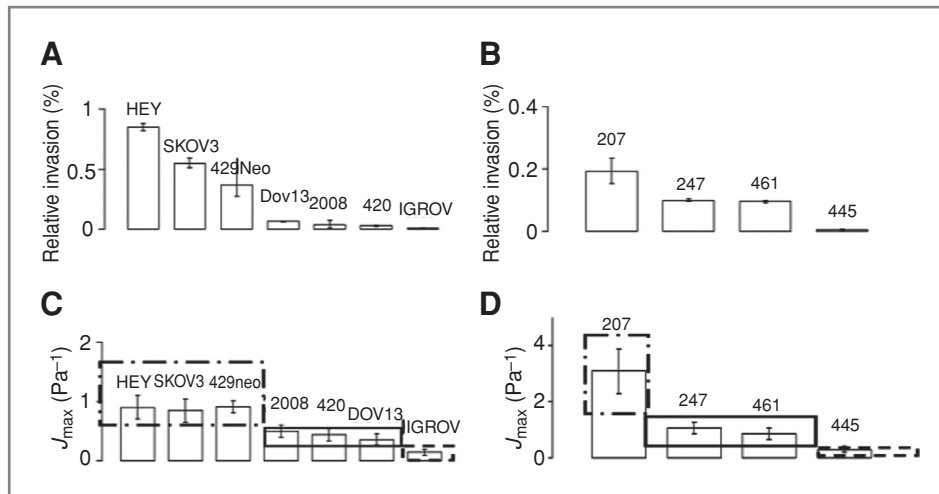 A
Relative invasion (%)
1
0.5
0
HEY
SKOV3
429Neo
Dov13
2008
420
IGROV
B
Relative invasion (%)
0.4
0.2
0
207
247
461
445
C
Jmax (Pa–1)
2
1
0
HEY
SKOV3
429neo
2008
420
DOV13
IGROV
D
Jmax (Pa–1)
4
2
0
207
247
461
445